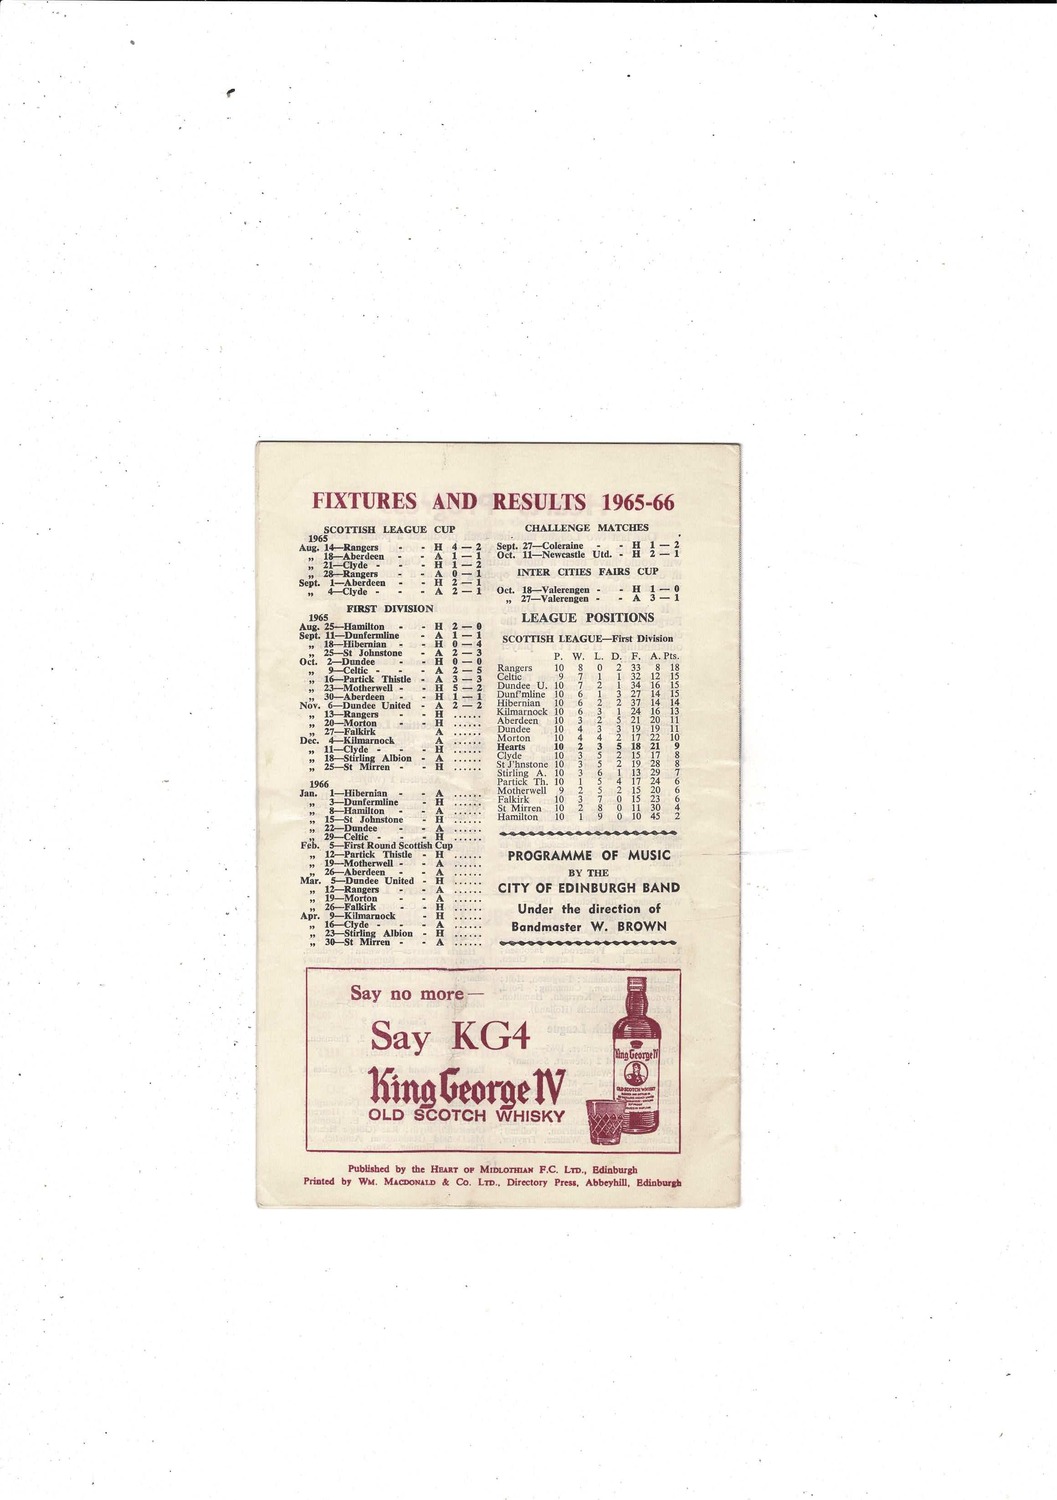 FIXTURES AND RESULTS 1965-66
SCOTTISH LEAGUE CUP
1965
Aug. 14—Rangers - - H 4 — 2
„ 18—Aberdeen - - A 1 — 1
„ 21—Clyde - - - H 1 — 2
„ 28—Rangers - - A 0 — 1
Sept. 1—Aberdeen - - H 2 — 1
„ 4—Clyde - - - A 2 — 1
FIRST DIVISION
1965
Aug. 25—Hamilton - - H 2 — 0
Sept. 11—Dunfermline - A 1 — 1
„ 18—Hibernian - - H 0 — 4
„ 25—St Johnstone - A 2 — 3
Oct. 2—Dundee - - H 0 — 0
„ 9—Celtic - - - A 2 — 5
„ 16—Partick Thistle - A 3 — 3
„ 23—Motherwell - - H 5 — 2
„ 30—Aberdeen - - H 1 — 1
Nov. 6—Dundee United - A 2 — 2
„ 13—Rangers - - H ......
„ 20—Morton - - H ......
„ 27—Falkirk A ......
Dec. 4—Kilmarnock A ......
„ 11—Clyde - - - H ......
„ 18—Stirling Albion - A ......
„ 25—St Mirren - - H ......
1966
Jan. 1—Hibernian - - A ......
„ 3—Dunfermline - H ......
„ 8—Hamilton - - A ......
„ 15—St Johnstone - H ......
„ 22—Dundee - - A ......
„ 29—Celtic - - - H ......
Feb. 5—First Round Scottish Cup
„ 12—Partick Thistle - H ......
„ 19—Motherwell - - A ......
„ 26—Aberdeen - - A ......
Mar. 5—Dundee United - H ......
„ 12—Rangers - - A ......
„ 19—Morton - - A ......
„ 26—Falkirk - - H ......
Apr. 9—Kilmarnock - H ......
„ 16—Clyde - - - A ......
„ 23—Stirling Albion - H ......
„ 30—St Mirren - - A ......
CHALLENGE MATCHES
Sept. 27—Coleraine - - H 1 — 2
Oct. 11—Newcastle Utd. - H 2 — 1
INTER CITIES FAIRS CUP
Oct. 18—Valerengen - - H 1 — 0
„ 27—Valerengen - - A 3 — 1
LEAGUE POSITIONS
SCOTTISH LEAGUE—First Division
P. W. L. D. F. A. Pts.
Rangers 10 8 0 2 33 8 18
Celtic 9 7 1 1 32 12 15
Dundee U. 10 7 2 1 34 16 15
Dunf'mline 10 6 1 3 27 14 15
Hibernian 10 6 2 2 37 14 14
Kilmarnock 10 6 3 1 24 16 13
Aberdeen 10 3 2 5 21 20 11
Dundee 10 4 3 3 19 19 11
Morton 10 4 4 2 17 22 10
Hearts 10 2 3 5 18 21 9
Clyde 10 3 5 2 15 17 8
St J'hnstone 10 3 5 2 19 28 8
Stirling A. 10 3 6 1 13 29 7
Partick Th. 10 1 5 4 17 24 6
Motherwell 9 2 5 2 15 20 6
Falkirk 10 3 7 0 15 23 6
St Mirren 10 2 8 0 11 30 4
Hamilton 10 1 9 0 10 45 2
PROGRAMME OF MUSIC
BY THE
CITY OF EDINBURGH BAND
Under the direction of
Bandmaster W. BROWN
Say no more—
Say KG4
King George IV
OLD SCOTCH WHISKY
King George IV
OLD SCOTCH WHISKY
Published by the HEART OF MIDLOTHIAN F.C. LTD., Edinburgh
Printed by WM. MACDONALD & CO. LTD., Directory Press, Abbeyhill, Edinburgh